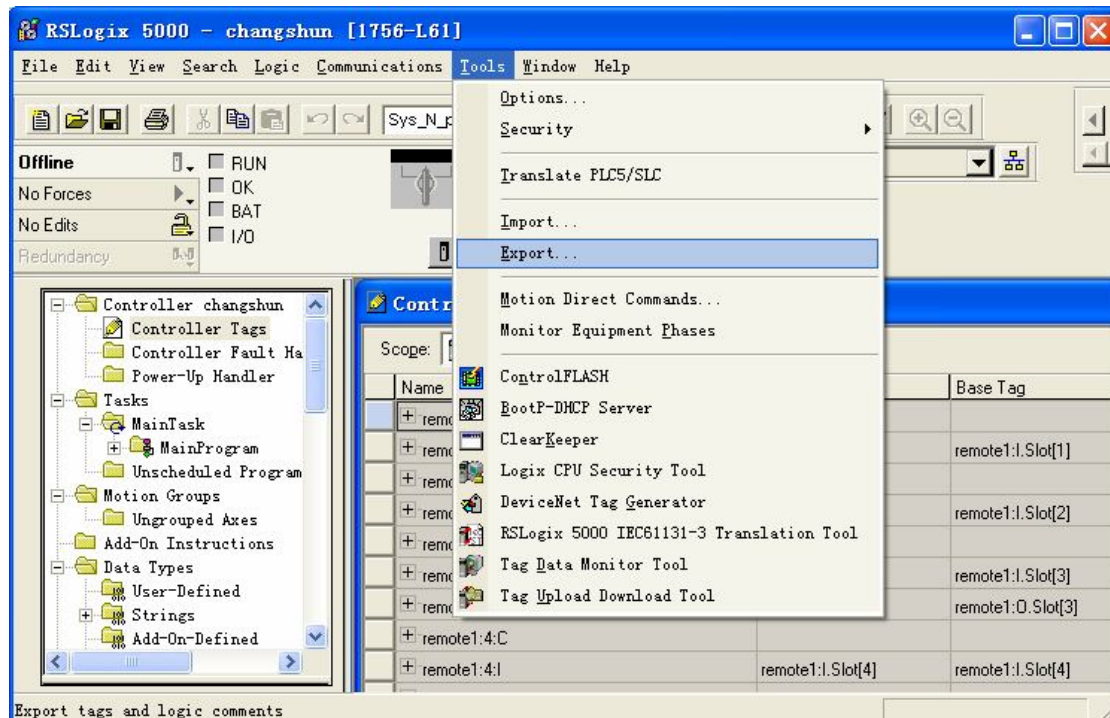 RSLogix 5000 - changshun [1756-L61]
File Edit View Search Logic Communications Tools Window Help
Options...
Security
Translate PLC5/SLC
Import...
Export...
Motion Direct Commands...
Monitor Equipment Phases
ControlFLASH
BootP-DHCP Server
ClearKeeper
Logix CPU Security Tool
DeviceNet Tag Generator
RSLogix 5000 IEC61131-3 Translation Tool
Tag Data Monitor Tool
Tag Upload Download Tool
Offline
No Forces
No Edits
Redundancy
RUN
OK
BAT
I/O
Controller changshun
Controller Tags
Controller Fault Ha
Power-Up Handler
Tasks
MainTask
MainProgram
Unscheduled Program
Motion Groups
Ungrouped Axes
Add-On Instructions
Data Types
User-Defined
Strings
Add-On-Defined
Scope:
Name Base Tag
remote1:I.Slot[1]
remote1:I.Slot[2]
remote1:I.Slot[3]
remote1:O.Slot[3]
remote1:4:C
remote1:4:I remote1:I.Slot[4] remote1:I.Slot[4]
Export tags and logic comments